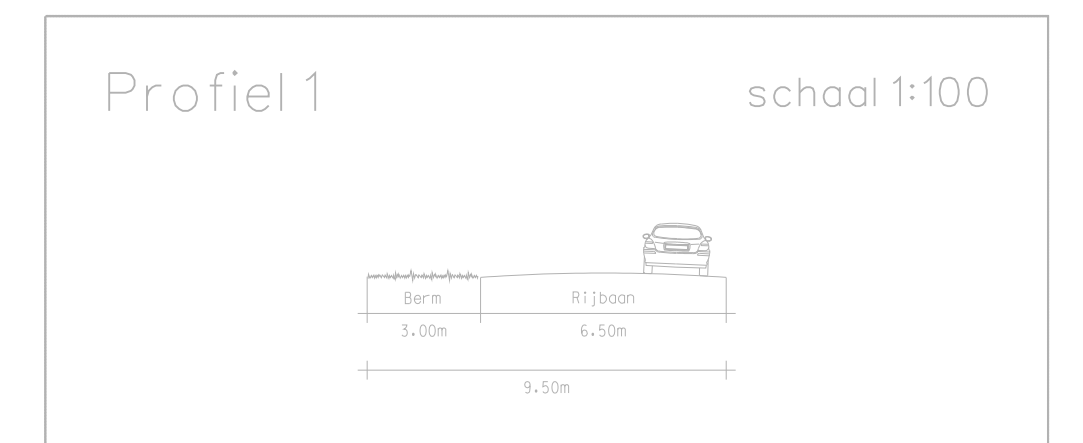 Profiel 1
schaal 1:100
Berm Rijbaan
3.00m 6.50m
9.50m